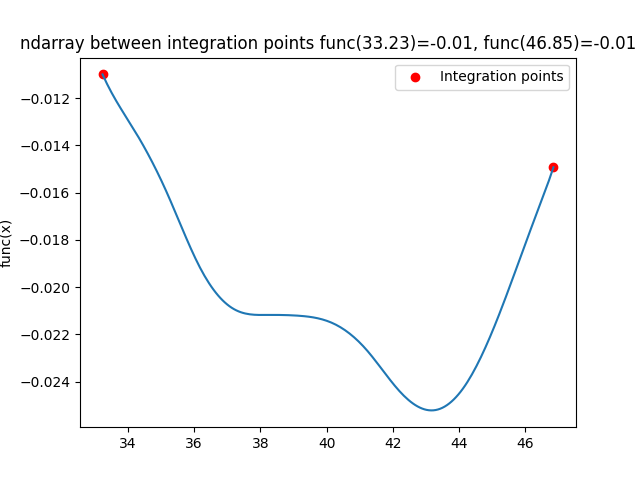 ndarray between integration points func(33.23)=-0.01, func(46.85)=-0.01
Integration points
func(x)
−0.012
−0.014
−0.016
−0.018
−0.020
−0.022
−0.024
34 36 38 40 42 44 46